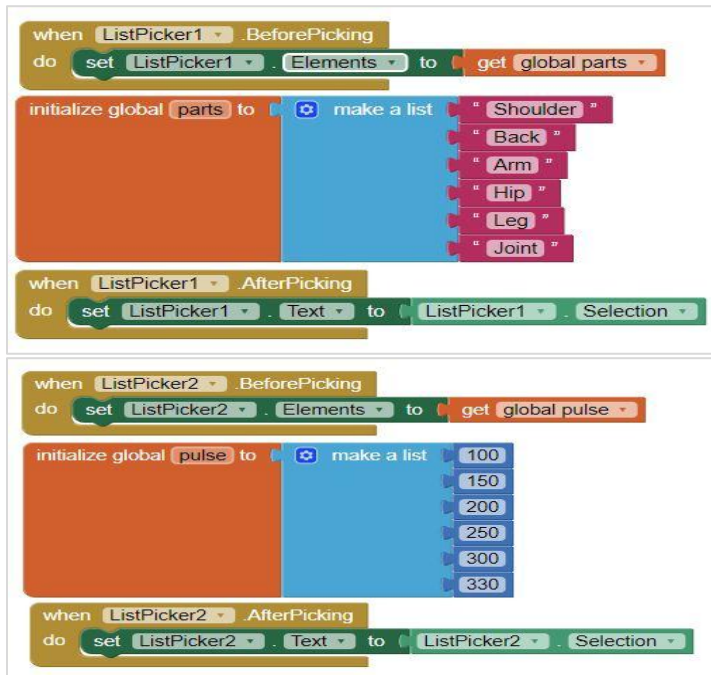 when ListPicker1 .BeforePicking
do set ListPicker1 . Elements to get global parts
initialize global parts to make a list " Shoulder "
" Back "
" Arm "
" Hip "
" Leg "
" Joint "
when ListPicker1 .AfterPicking
do set ListPicker1 . Text to ListPicker1 . Selection
when ListPicker2 .BeforePicking
do set ListPicker2 . Elements to get global pulse
initialize global pulse to make a list 100
150
200
250
300
330
when ListPicker2 .AfterPicking
do set ListPicker2 . Text to ListPicker2 . Selection